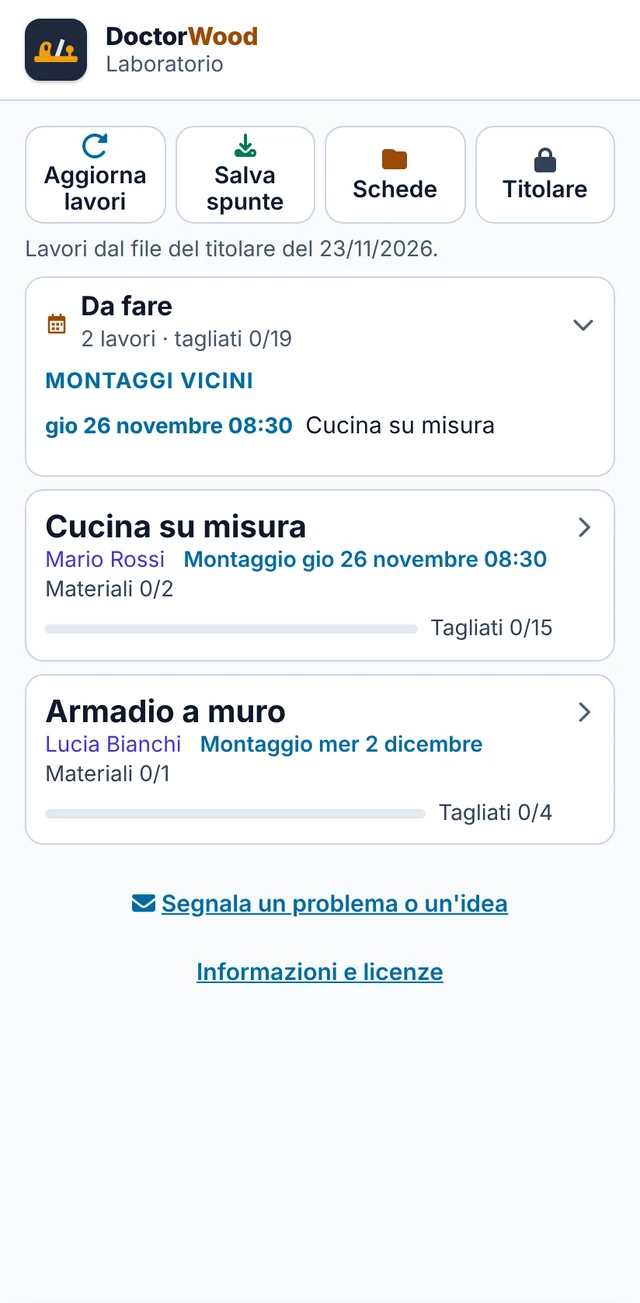 DoctorWood
Laboratorio
Aggiorna lavori
Salva spunte
Schede
Titolare
Lavori dal file del titolare del 23/11/2026.
Da fare
2 lavori · tagliati 0/19
MONTAGGI VICINI
gio 26 novembre 08:30 Cucina su misura
Cucina su misura
Mario Rossi Montaggio gio 26 novembre 08:30
Materiali 0/2
Tagliati 0/15
Armadio a muro
Lucia Bianchi Montaggio mer 2 dicembre
Materiali 0/1
Tagliati 0/4
Segnala un problema o un'idea
Informazioni e licenze